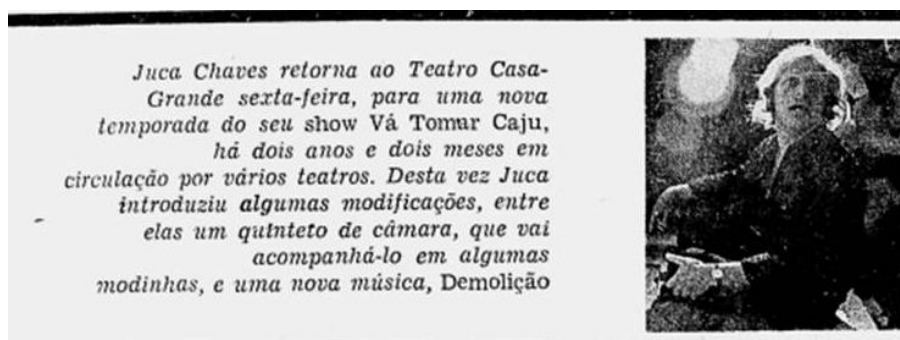 Juca Chaves retorna ao Teatro Casa-
Grande sexta-feira, para uma nova
temporada do seu show Vá Tomar Caju,
há dois anos e dois meses em
circulação por vários teatros. Desta vez Juca
introduziu algumas modificações, entre
elas um quinteto de câmara, que vai
acompanhá-lo em algumas
modinhas, e uma nova música, Demolição